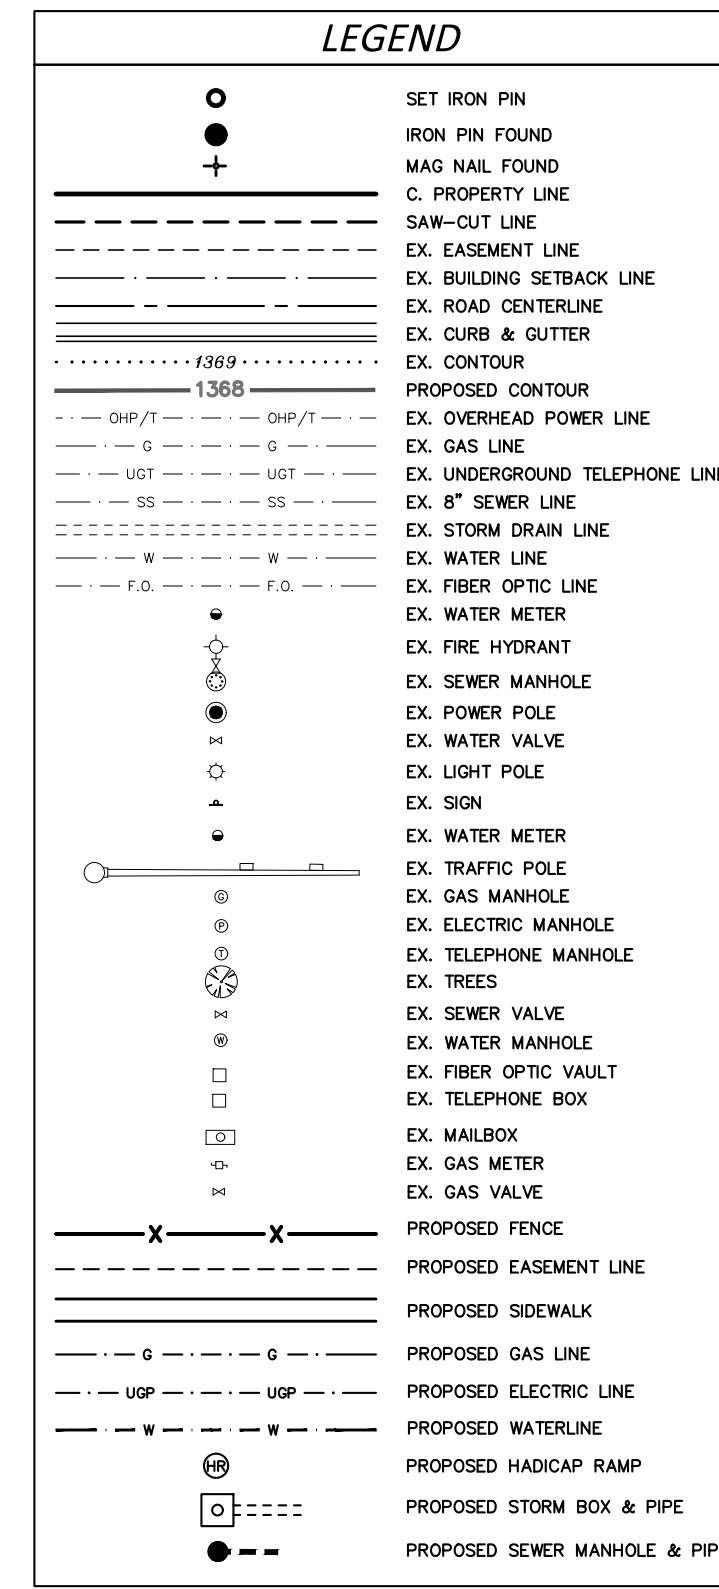 LEGEND
SET IRON PIN
IRON PIN FOUND
MAG NAIL FOUND
C. PROPERTY LINE
SAW-CUT LINE
EX. EASEMENT LINE
EX. BUILDING SETBACK LINE
EX. ROAD CENTERLINE
EX. CURB & GUTTER
1369 EX. CONTOUR
1368 PROPOSED CONTOUR
OHP/T OHP/T EX. OVERHEAD POWER LINE
G G EX. GAS LINE
UGT UGT EX. UNDERGROUND TELEPHONE LINE
SS SS EX. 8" SEWER LINE
EX. STORM DRAIN LINE
W W EX. WATER LINE
F.O. F.O. EX. FIBER OPTIC LINE
EX. WATER METER
EX. FIRE HYDRANT
EX. SEWER MANHOLE
EX. POWER POLE
EX. WATER VALVE
EX. LIGHT POLE
EX. SIGN
EX. WATER METER
EX. TRAFFIC POLE
G EX. GAS MANHOLE
P EX. ELECTRIC MANHOLE
T EX. TELEPHONE MANHOLE
EX. TREES
EX. SEWER VALVE
W EX. WATER MANHOLE
EX. FIBER OPTIC VAULT
EX. TELEPHONE BOX
EX. MAILBOX
EX. GAS METER
EX. GAS VALVE
X X PROPOSED FENCE
PROPOSED EASEMENT LINE
PROPOSED SIDEWALK
G G PROPOSED GAS LINE
UGP UGP PROPOSED ELECTRIC LINE
W W PROPOSED WATERLINE
HR PROPOSED HADICAP RAMP
PROPOSED STORM BOX & PIPE
PROPOSED SEWER MANHOLE & PIP